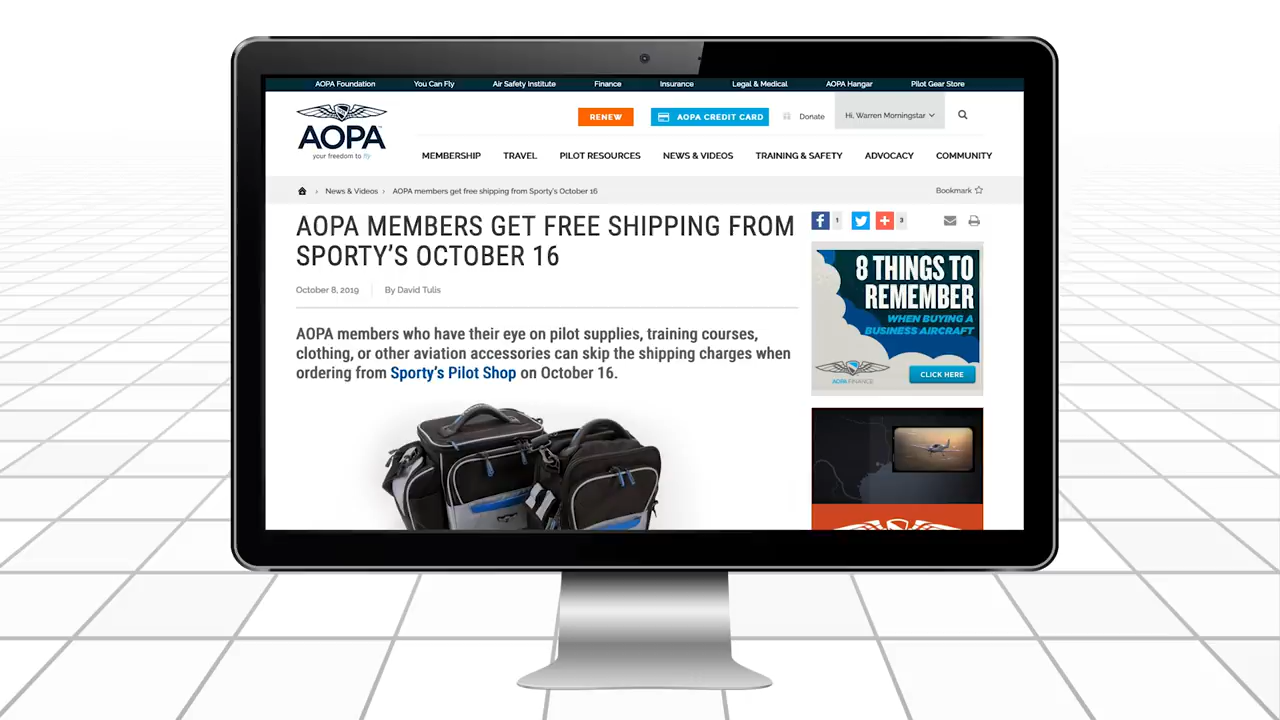 AOPA Foundation
You Can Fly
Air Safety Institute
Finance
Insurance
Legal & Medical
AOPA Hangar
Pilot Gear Store
AOPA
your freedom to fly
RENEW
AOPA CREDIT CARD
Donate
Hi, Warren Morningstar
MEMBERSHIP
TRAVEL
PILOT RESOURCES
NEWS & VIDEOS
TRAINING & SAFETY
ADVOCACY
COMMUNITY
News & Videos › AOPA members get free shipping from Sporty's October 16
Bookmark
AOPA MEMBERS GET FREE SHIPPING FROM
SPORTY'S OCTOBER 16
October 8, 2019
By David Tulis
1
3
AOPA members who have their eye on pilot supplies, training courses,
clothing, or other aviation accessories can skip the shipping charges when
ordering from Sporty's Pilot Shop on October 16.
8 THINGS TO
REMEMBER
WHEN BUYING A
BUSINESS AIRCRAFT
AOPA FINANCE
CLICK HERE